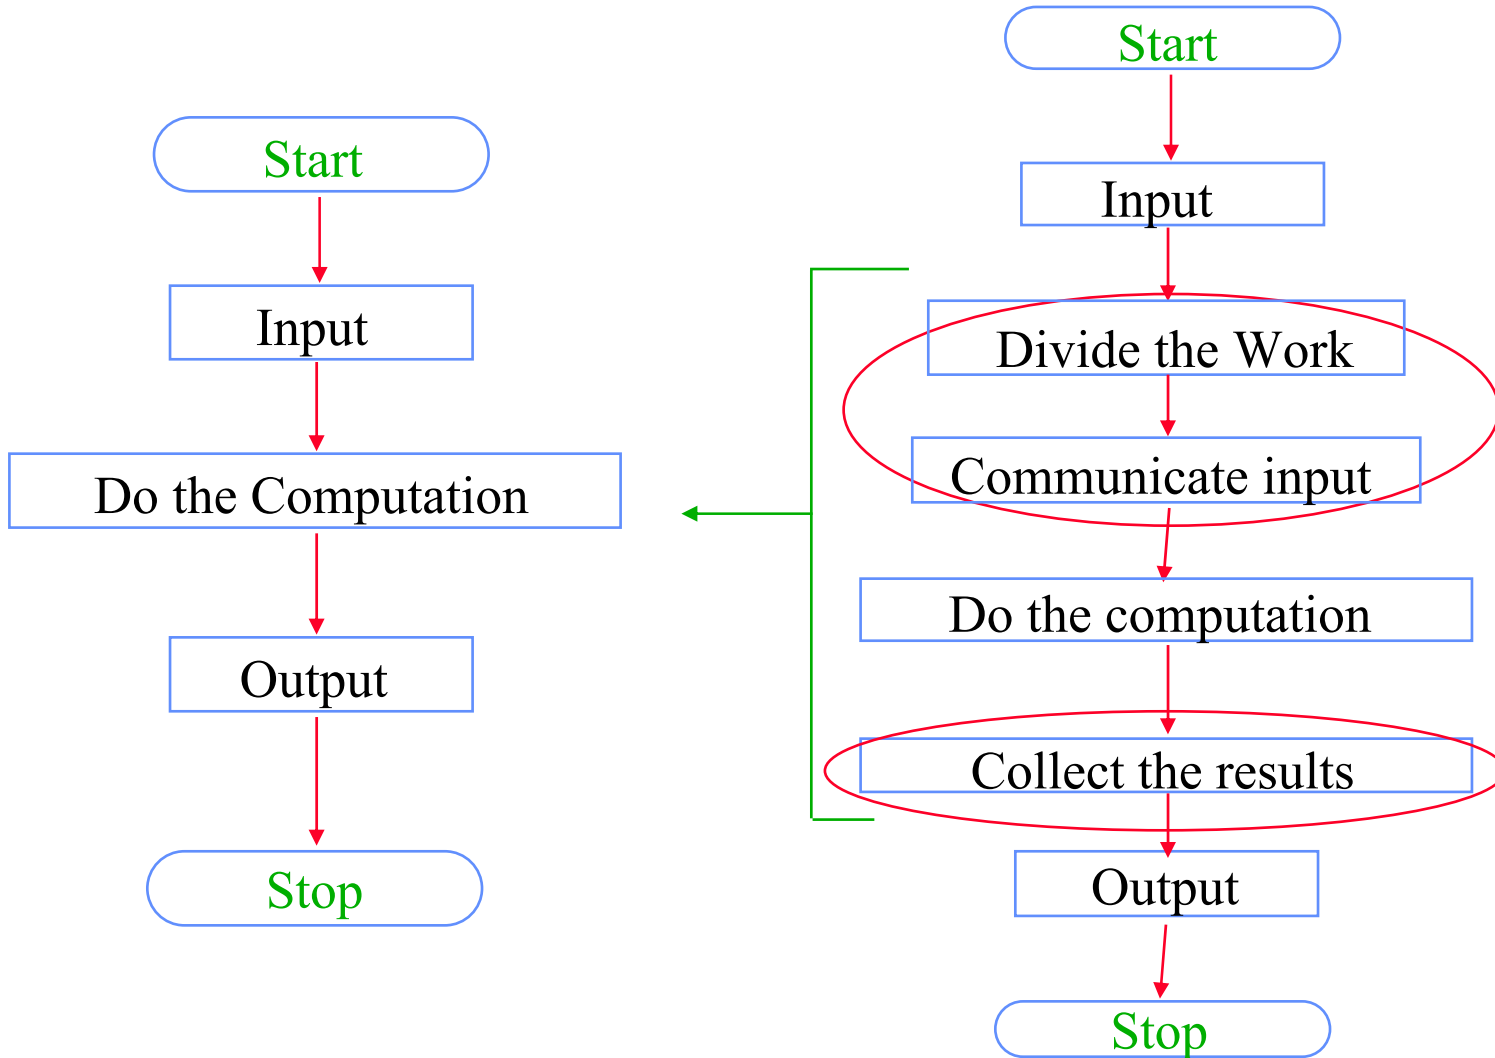 Start
Input
Do the Computation
Output
Stop
Start
Input
Divide the Work
Communicate input
Do the computation
Collect the results
Output
Stop